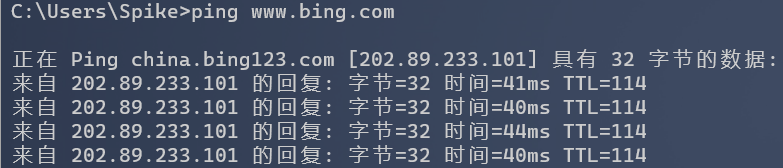 C:\Users\Spike>ping www.bing.com
正在 Ping china.bing123.com [202.89.233.101] 具有 32 字节的数据:
来自 202.89.233.101 的回复: 字节=32 时间=41ms TTL=114
来自 202.89.233.101 的回复: 字节=32 时间=40ms TTL=114
来自 202.89.233.101 的回复: 字节=32 时间=44ms TTL=114
来自 202.89.233.101 的回复: 字节=32 时间=40ms TTL=114